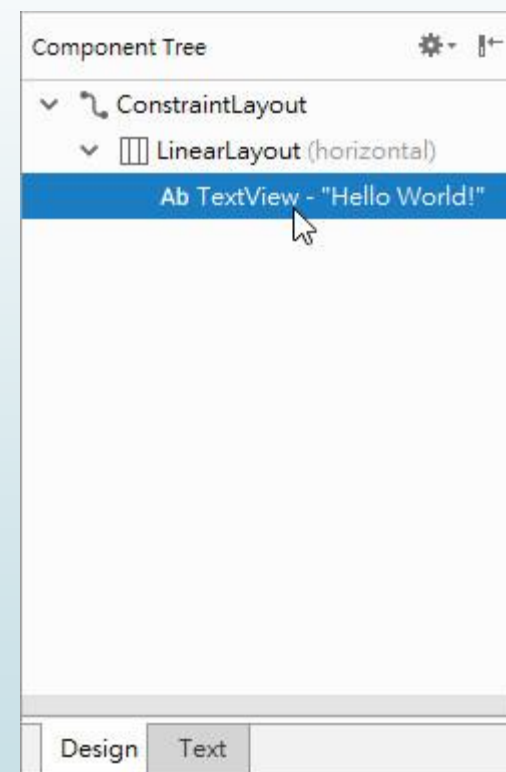 Component Tree
ConstraintLayout
LinearLayout (horizontal)
Ab TextView - "Hello World!"
Design Text